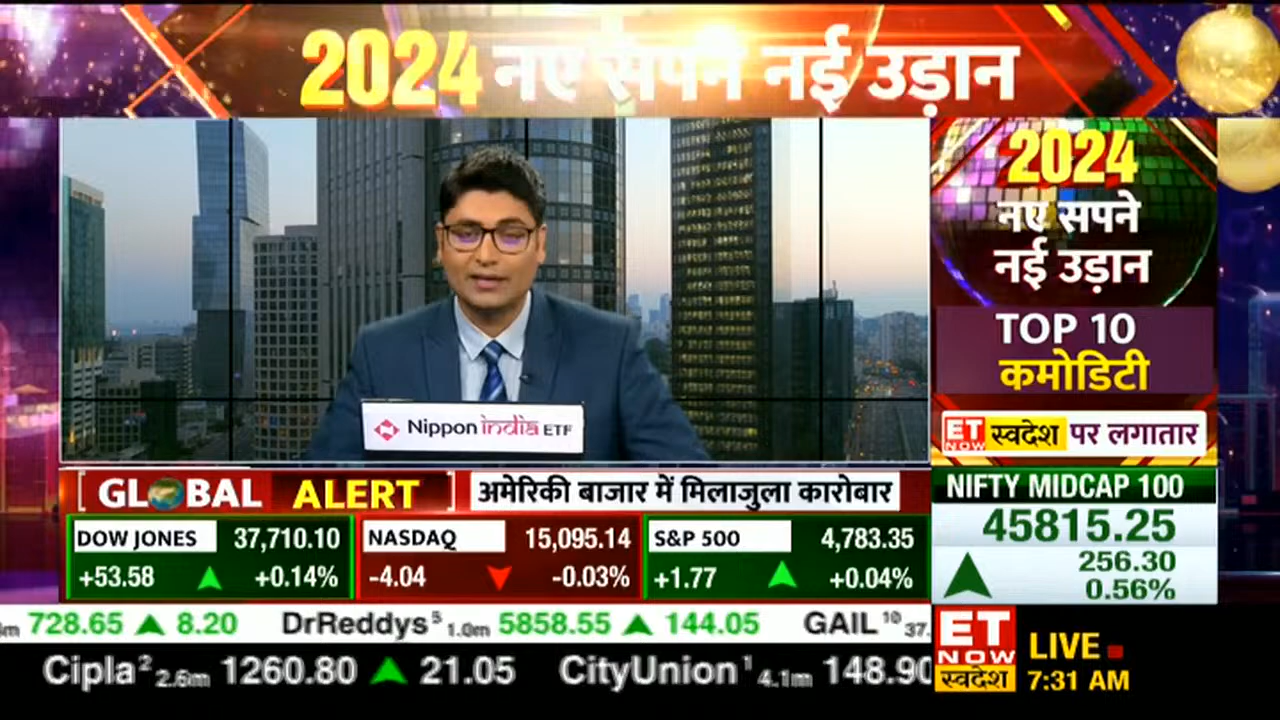 2024 नए सपने नई उड़ान
2024
नए सपने
नई उड़ान
TOP 10
कमोडिटी
ET NOW स्वदेश पर लगातार
Nippon india ETF
GLOBAL ALERT
अमेरिकी बाजार में मिलाजुला कारोबार
DOW JONES 37,710.10
+53.58 +0.14%
NASDAQ 15,095.14
-4.04 -0.03%
S&P 500 4,783.35
+1.77 +0.04%
NIFTY MIDCAP 100
45815.25
256.30
0.56%
728.65 ▲ 8.20 DrReddys 5 1.0m 5858.55 ▲ 144.05 GAIL 10 37.
Cipla 2 2.6m 1260.80 ▲ 21.05 CityUnion 1 4.1m 148.90
ET
NOW
स्वदेश
LIVE
7:31 AM